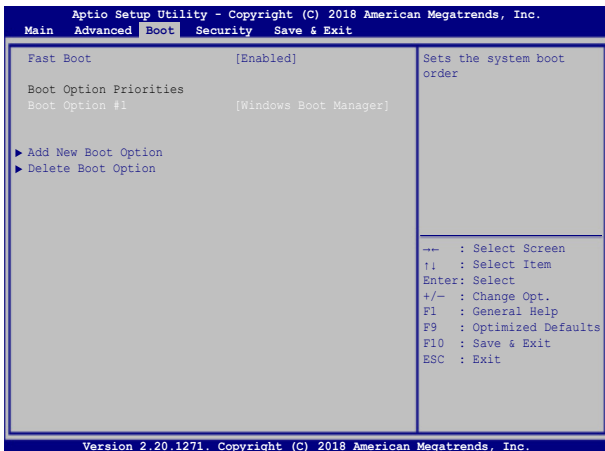 Aptio Setup Utility - Copyright (C) 2018 American Megatrends, Inc.
Main Advanced Boot Security Save & Exit
Fast Boot [Enabled]
Boot Option Priorities
Boot Option #1 [Windows Boot Manager]
▶ Add New Boot Option
▶ Delete Boot Option
Sets the system boot
order
→← : Select Screen
↑↓ : Select Item
Enter: Select
+/— : Change Opt.
F1 : General Help
F9 : Optimized Defaults
F10 : Save & Exit
ESC : Exit
Version 2.20.1271. Copyright (C) 2018 American Megatrends, Inc.